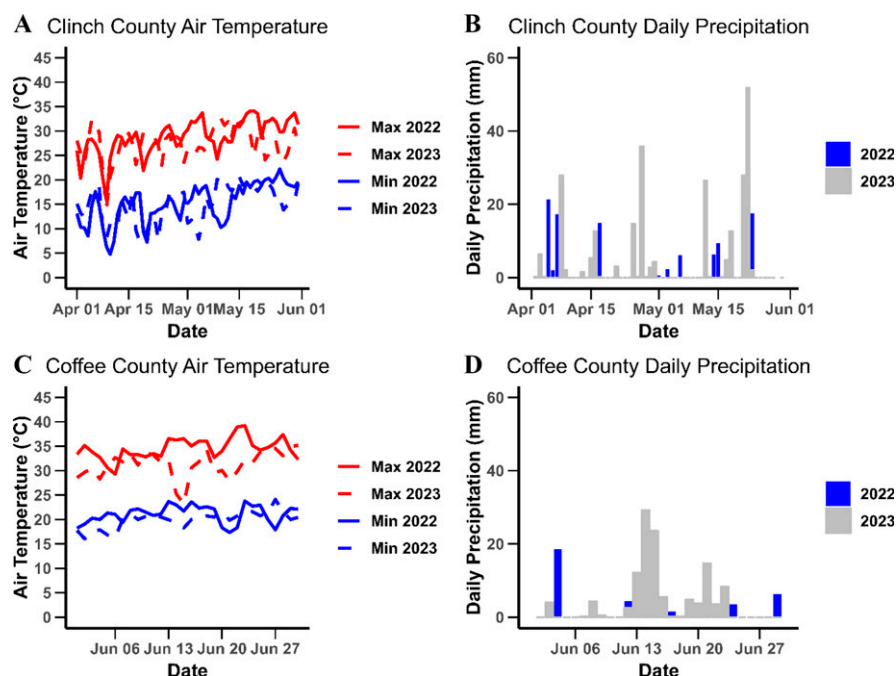 A Clinch County Air Temperature
45
40
35
30
25
20
15
10
5
0
Air Temperature (°C)
Apr 01 Apr 15 May 01 May 15 Jun 01
Date
Max 2022
Max 2023
Min 2022
Min 2023
B Clinch County Daily Precipitation
60
40
20
0
Daily Precipitation (mm)
Apr 01 Apr 15 May 01 May 15 Jun 01
Date
2022
2023
C Coffee County Air Temperature
45
40
35
30
25
20
15
10
5
0
Air Temperature (°C)
Jun 06 Jun 13 Jun 20 Jun 27
Date
Max 2022
Max 2023
Min 2022
Min 2023
D Coffee County Daily Precipitation
60
40
20
0
Daily Precipitation (mm)
Jun 06 Jun 13 Jun 20 Jun 27
Date
2022
2023